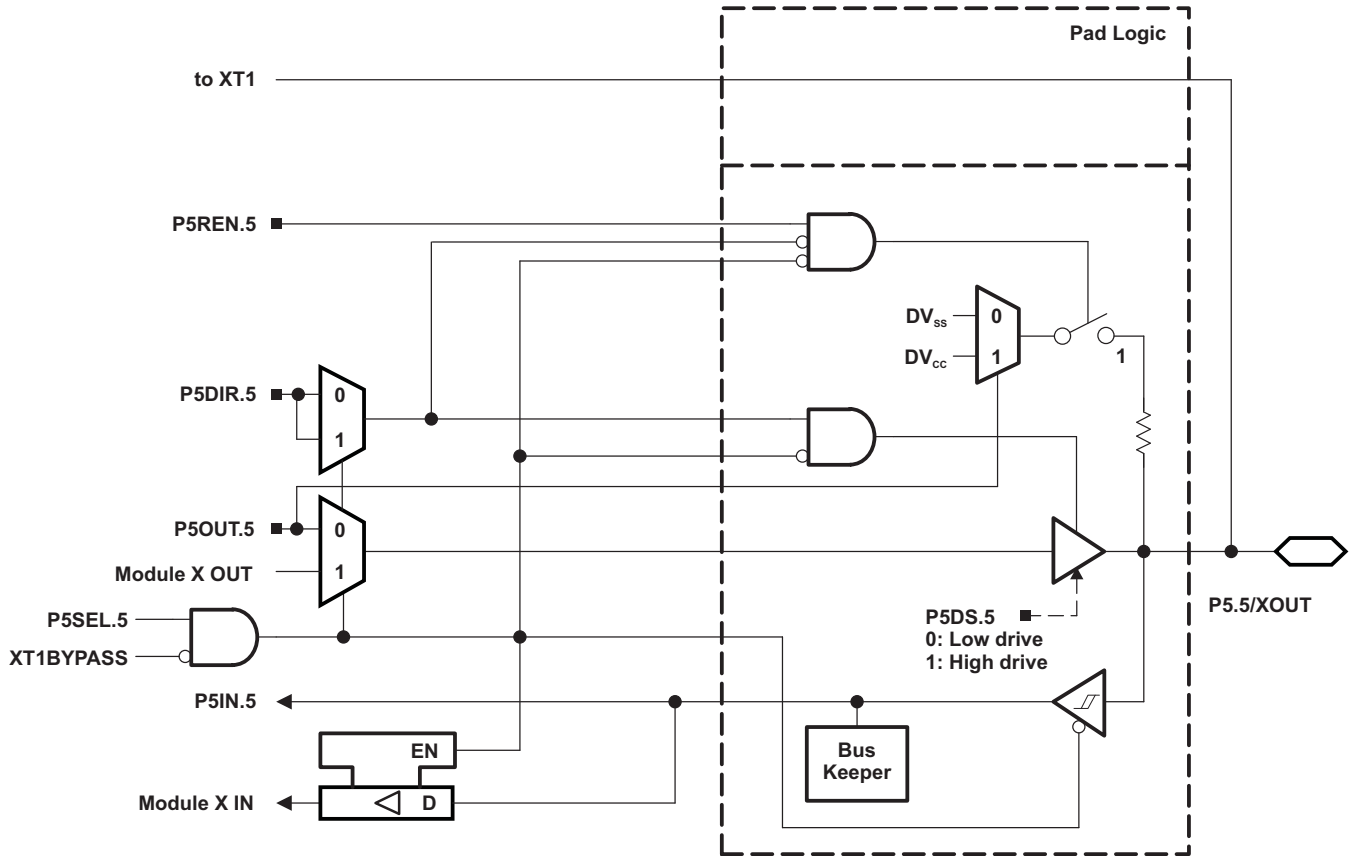 Pad Logic
to XT1
P5REN.5
DVss
0
DVcc
1
1
P5DIR.5
0
1
P5OUT.5
0
Module X OUT
1
P5SEL.5
XT1BYPASS
P5DS.5
0: Low drive
1: High drive
P5.5/XOUT
P5IN.5
EN
Bus
Keeper
Module X IN
D